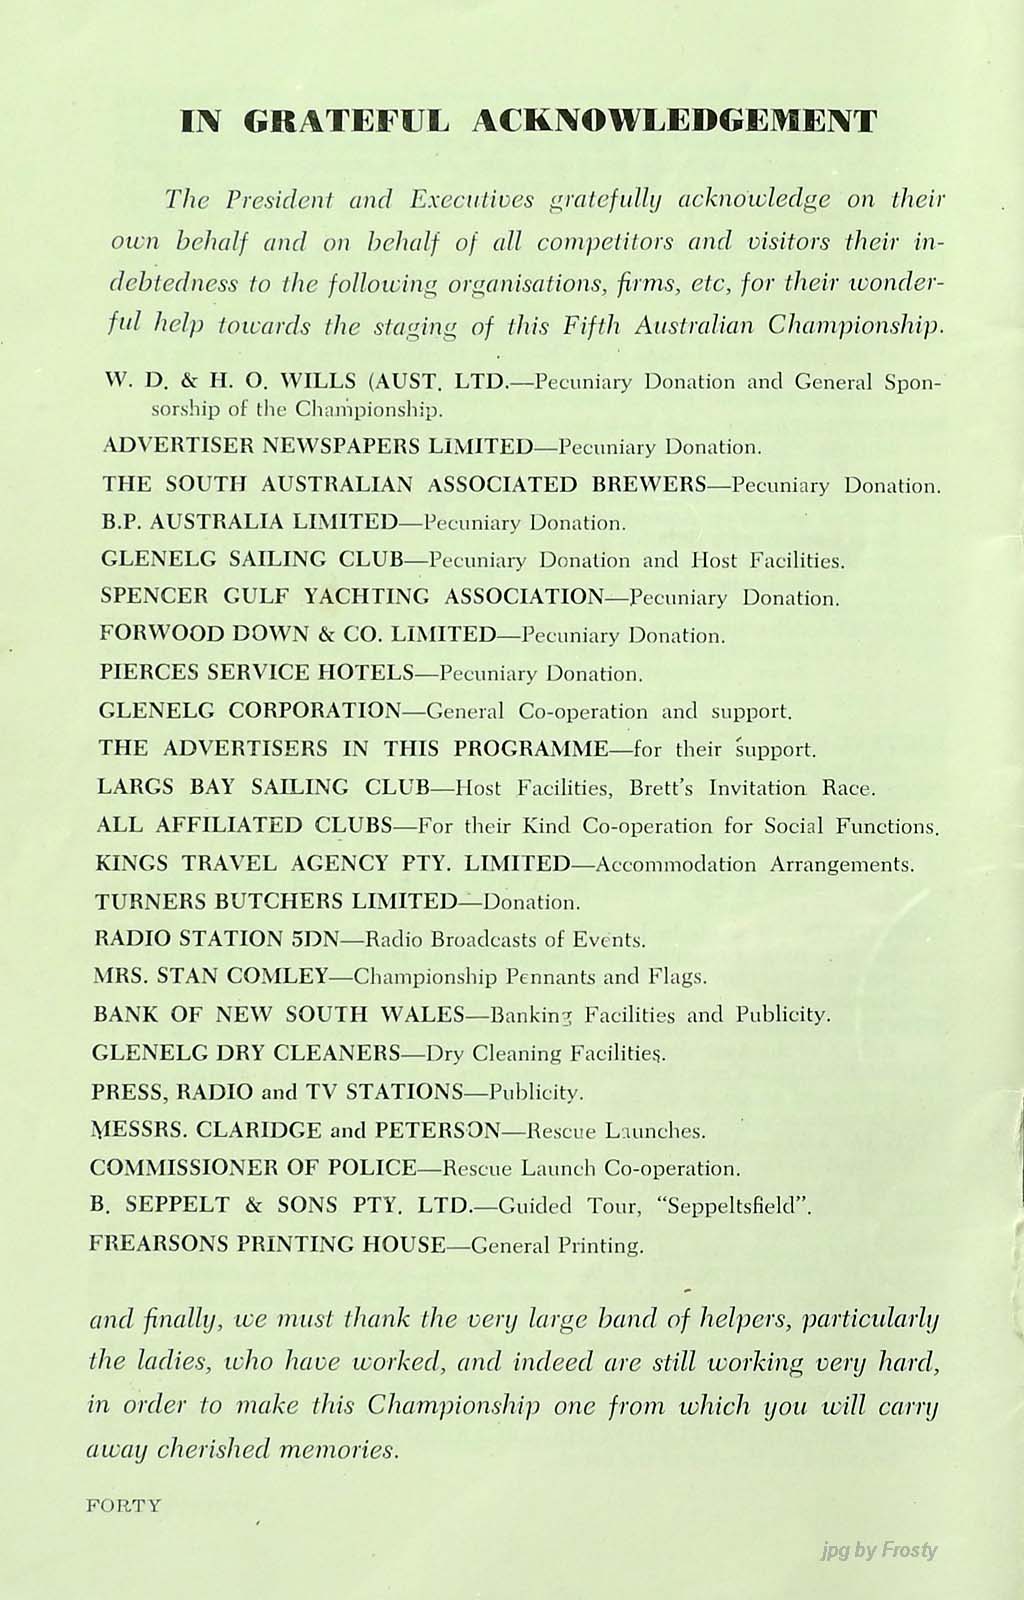 IN GRATEFUL ACKNOWLEDGEMENT
The President and Executives gratefully acknowledge on their
own behalf and on behalf of all competitors and visitors their in-
debtedness to the following organisations, firms, etc, for their wonder-
ful help towards the staging of this Fifth Australian Championship.
W. D. & H. O. WILLS (AUST. LTD.—Pecuniary Donation and General Spon-
sorship of the Championship.
ADVERTISER NEWSPAPERS LIMITED—Pecuniary Donation.
THE SOUTH AUSTRALIAN ASSOCIATED BREWERS—Pecuniary Donation.
B.P. AUSTRALIA LIMITED—Pecuniary Donation.
GLENELG SAILING CLUB—Pecuniary Donation and Host Facilities.
SPENCER GULF YACHTING ASSOCIATION—Pecuniary Donation.
FORWOOD DOWN & CO. LIMITED—Pecuniary Donation.
PIERCES SERVICE HOTELS—Pecuniary Donation.
GLENELG CORPORATION—General Co-operation and support.
THE ADVERTISERS IN THIS PROGRAMME—for their support.
LARGS BAY SAILING CLUB—Host Facilities, Brett's Invitation Race.
ALL AFFILIATED CLUBS—For their Kind Co-operation for Social Functions.
KINGS TRAVEL AGENCY PTY. LIMITED—Accommodation Arrangements.
TURNERS BUTCHERS LIMITED—Donation.
RADIO STATION 5DN—Radio Broadcasts of Events.
MRS. STAN COMLEY—Championship Pennants and Flags.
BANK OF NEW SOUTH WALES—Banking Facilities and Publicity.
GLENELG DRY CLEANERS—Dry Cleaning Facilities.
PRESS, RADIO and TV STATIONS—Publicity.
MESSRS. CLARIDGE and PETERSON—Rescue Launches.
COMMISSIONER OF POLICE—Rescue Launch Co-operation.
B. SEPPELT & SONS PTY. LTD.—Guided Tour, "Seppeltsfield".
FREARSONS PRINTING HOUSE—General Printing.
and finally, we must thank the very large band of helpers, particularly
the ladies, who have worked, and indeed are still working very hard,
in order to make this Championship one from which you will carry
away cherished memories.
FORTY
jpg by Frosty